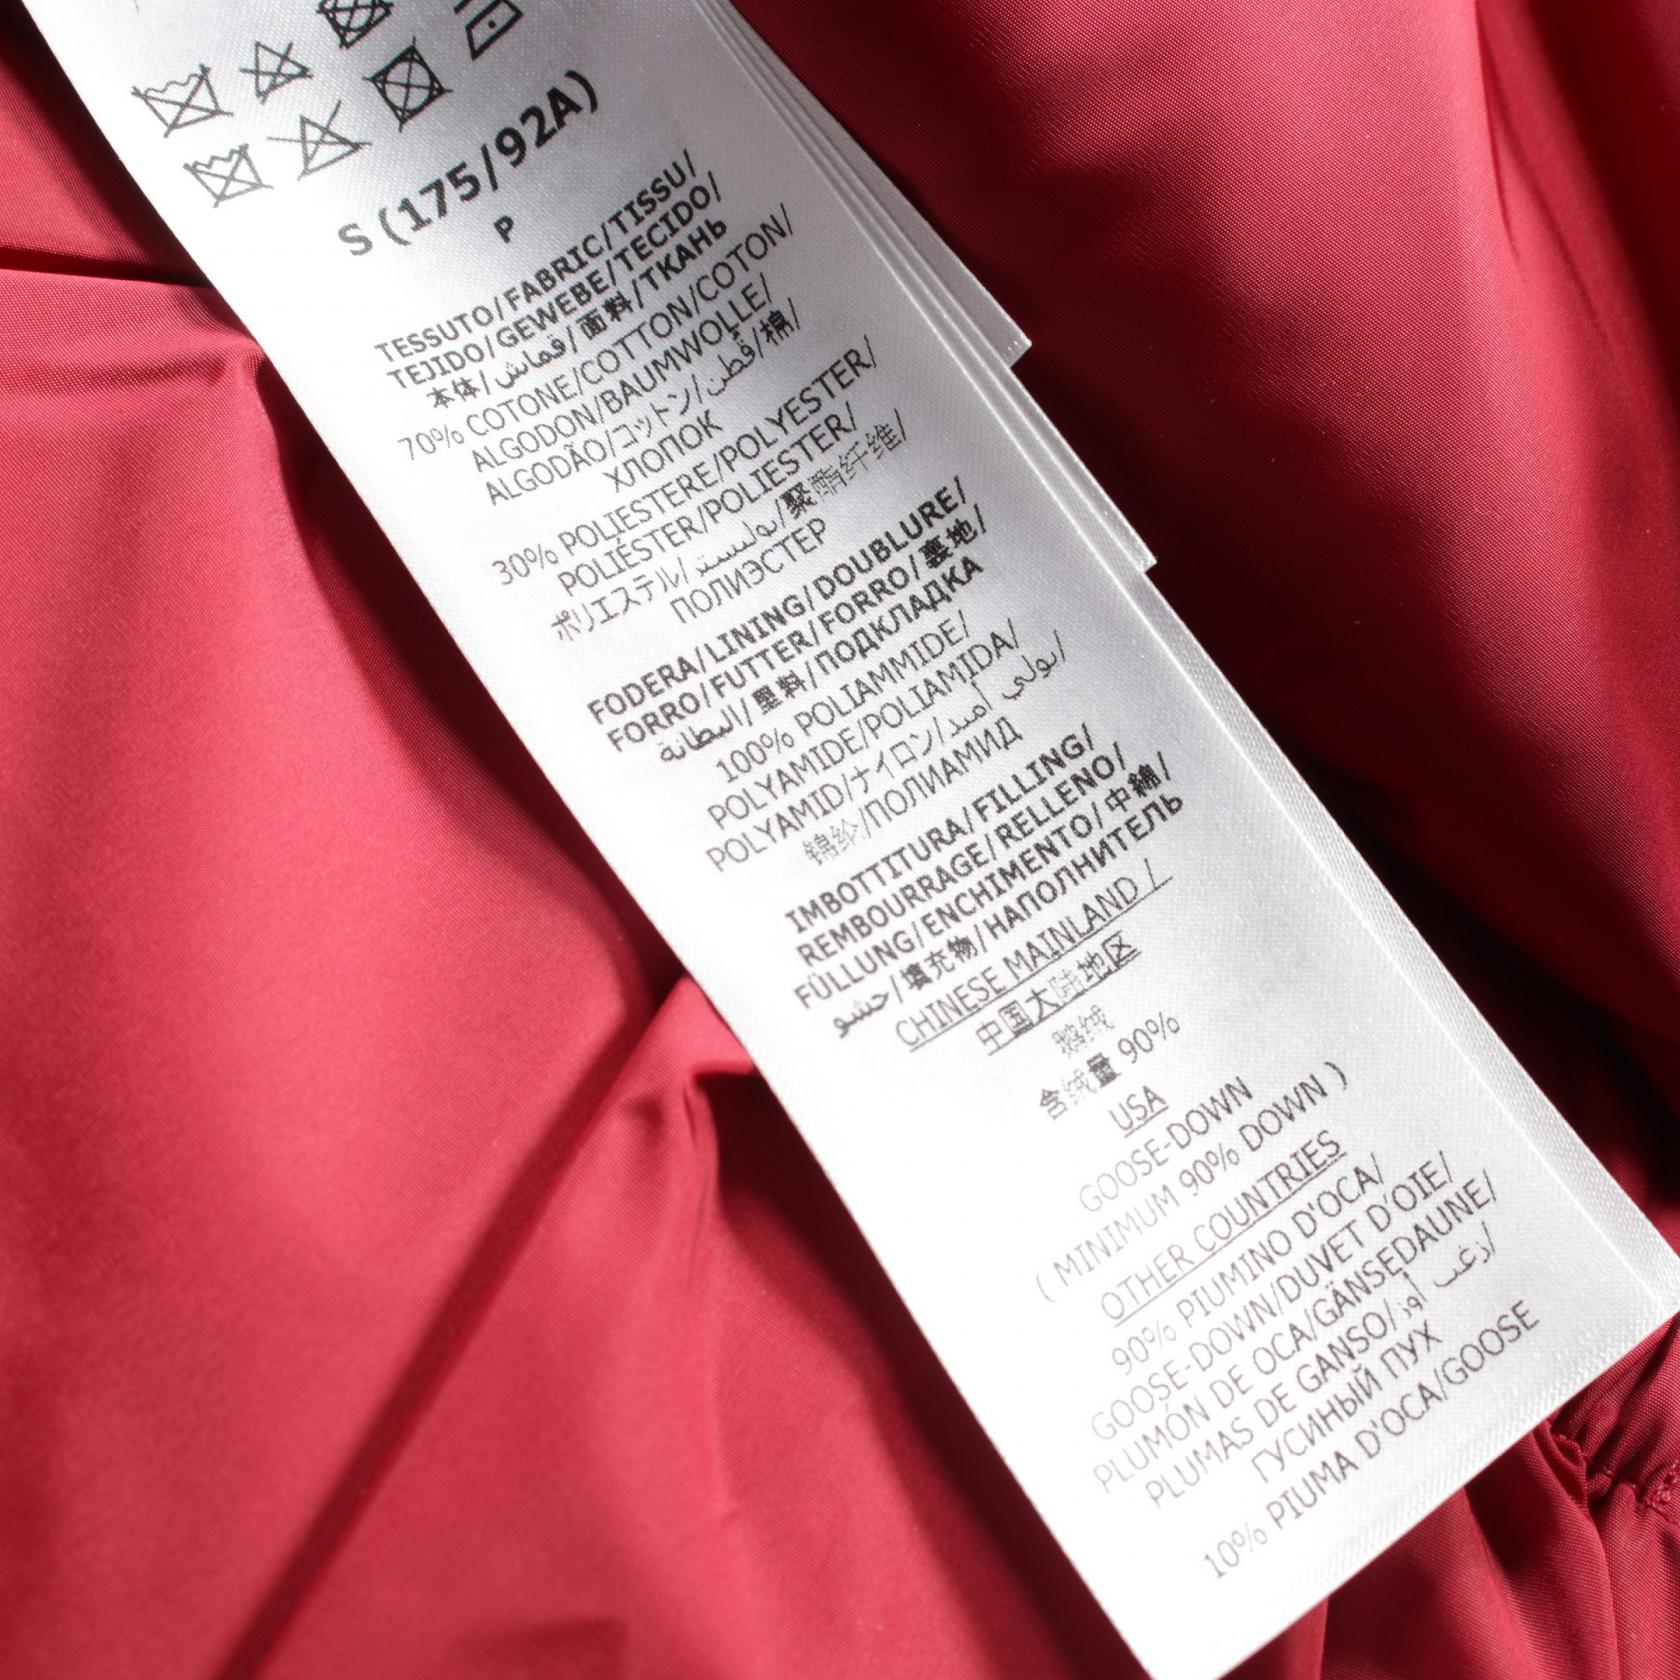 S (175/92A)
P
TESSUTO/FABRIC/TISSU/
TEJIDO/GEWEBE/TECIDO/
本体/قماش/面料/ТКАНЬ
70% COTONE/COTTON/COTON/
ALGODON/BAUMWOLLE/
ALGODÃO/コットン/قطن/棉/
ХЛОПОК
30% POLIESTERE/POLYESTER/
POLIÉSTER/POLIESTER/
ポリエステル/بوليستر/聚酯纤维/
ПОЛИЭСТЕР
FODERA/LINING/DOUBLURE/
FORRO/FUTTER/FORRO/裏地/
البطانة/里料/ПОДКЛАДКА
100% POLIAMMIDE/
POLYAMIDE/POLIAMIDA/
POLYAMID/ナイロン/بولي أميد/
锦纶/ПОЛИАМИД
IMBOTTITURA/FILLING/
REMBOURRAGE/RELLENO/
FÜLLUNG/ENCHIMENTO/中綿/
حشو/填充物/НАПОЛНИТЕЛЬ
CHINESE MAINLAND /
中国大陆地区
鹅绒
含绒量 90%
USA
GOOSE-DOWN
( MINIMUM 90% DOWN )
OTHER COUNTRIES
90% PIUMINO D'OCA/
GOOSE-DOWN/DUVET D'OIE/
PLUMÓN DE OCA/GÄNSEDAUNE/
PLUMAS DE GANSO/زغب أوز/
ГУСИНЫЙ ПУХ
10% PIUMA D'OCA/GOOSE